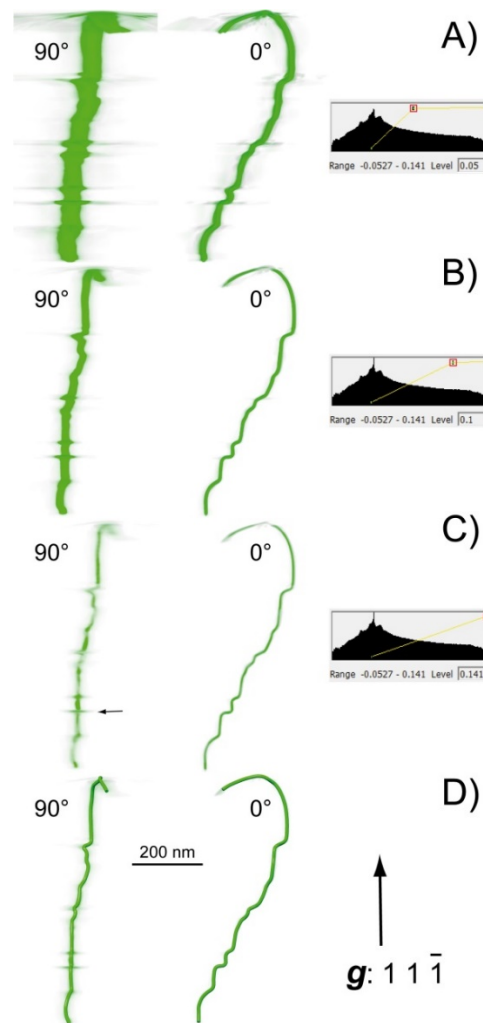 A)
90°
0°
Range -0.0527 - 0.141 Level 0.05
B)
90°
0°
Range -0.0527 - 0.141 Level 0.1
C)
90°
0°
Range -0.0527 - 0.141 Level 0.141
D)
90°
0°
200 nm
g: 1 1 1̄